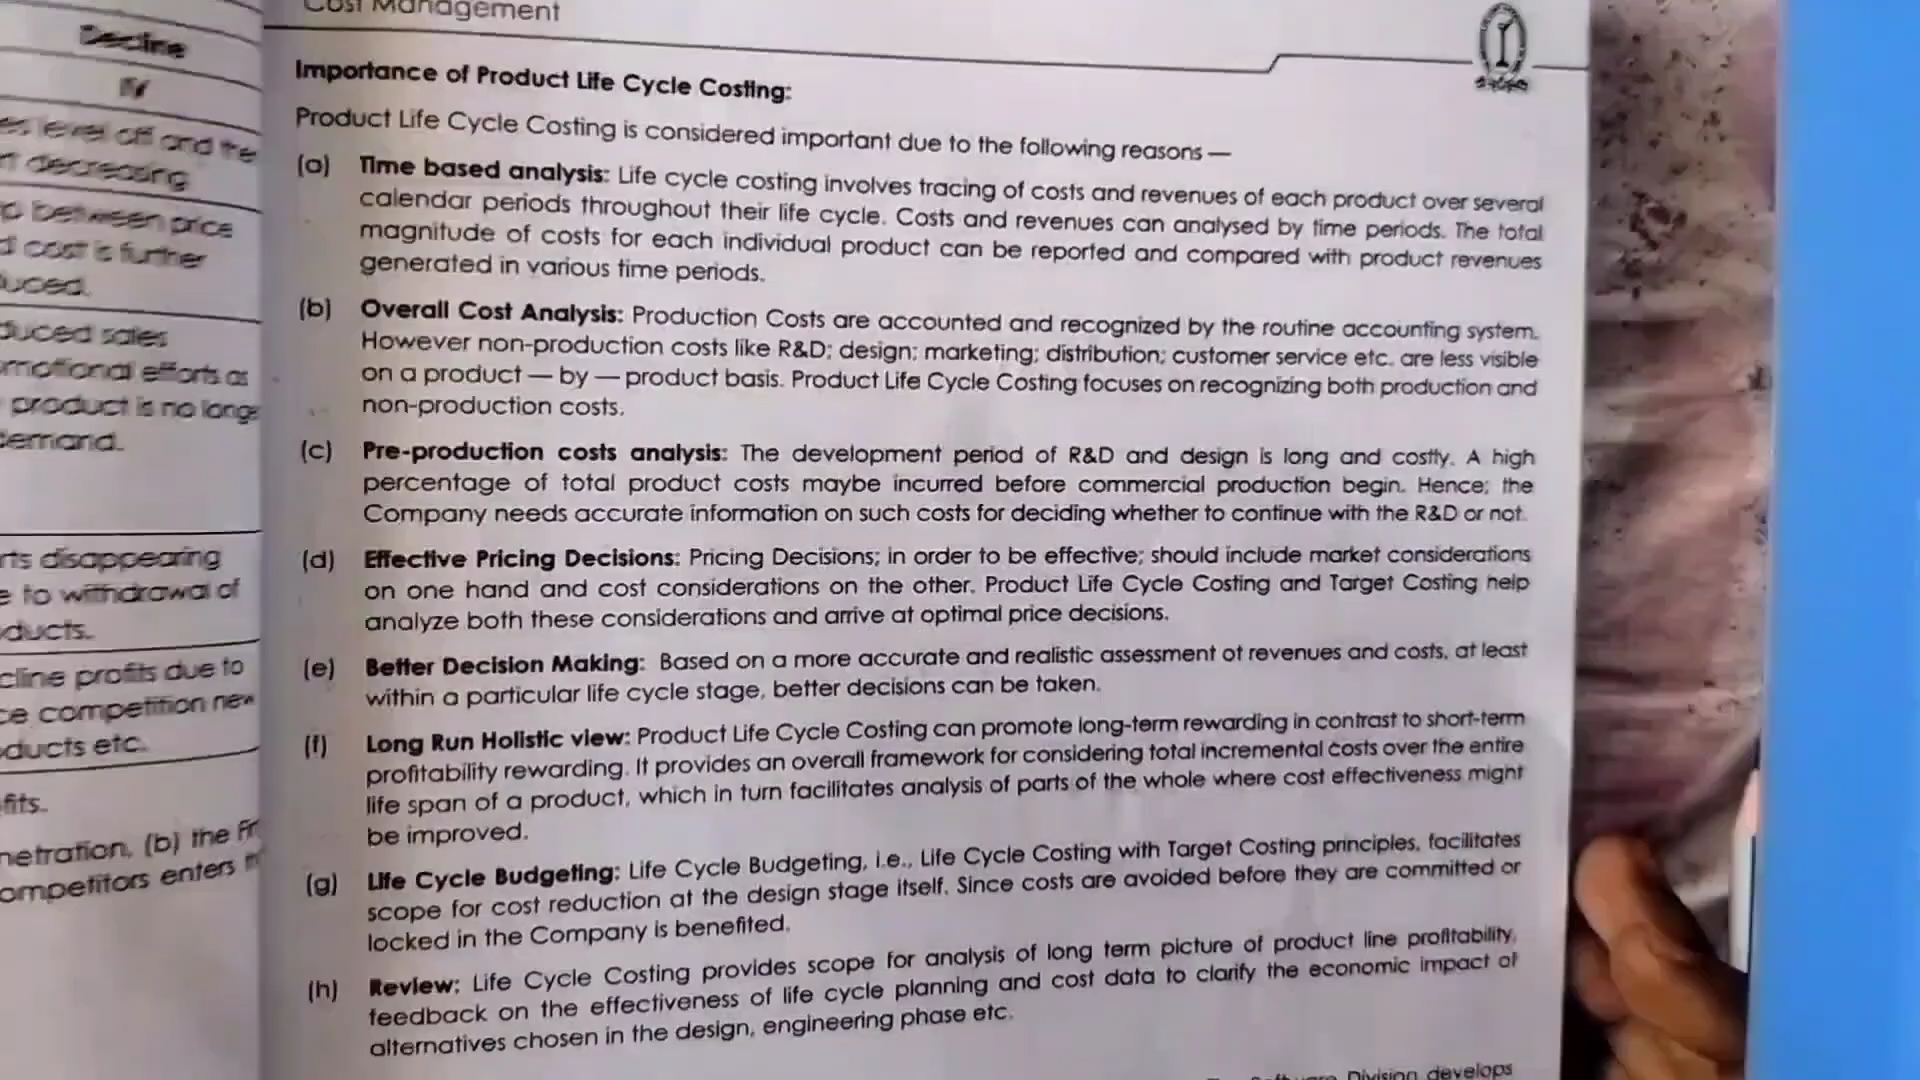 Decline
IV
level off and the
decreasing
between price
cost is further
duced sales
efforts as
product is no longe
demand.
disappearing
to withdrawal of
ducts.
cline profits due to
ce competition new
ducts etc.
fits.
netration, (b) the fir
ompetitors enters
Cost Management
Importance of Product Life Cycle Costing:
Product Life Cycle Costing is considered important due to the following reasons —
(a) Time based analysis: Life cycle costing involves tracing of costs and revenues of each product over several
calendar periods throughout their life cycle. Costs and revenues can analysed by time periods. The total
magnitude of costs for each individual product can be reported and compared with product revenues
generated in various time periods.
(b) Overall Cost Analysis: Production Costs are accounted and recognized by the routine accounting system.
However non-production costs like R&D; design; marketing; distribution; customer service etc. are less visible
on a product — by — product basis. Product Life Cycle Costing focuses on recognizing both production and
non-production costs.
(c) Pre-production costs analysis: The development period of R&D and design is long and costly. A high
percentage of total product costs maybe incurred before commercial production begin. Hence; the
Company needs accurate information on such costs for deciding whether to continue with the R&D or not.
(d) Effective Pricing Decisions: Pricing Decisions; in order to be effective; should include market considerations
on one hand and cost considerations on the other. Product Life Cycle Costing and Target Costing help
analyze both these considerations and arrive at optimal price decisions.
(e) Better Decision Making: Based on a more accurate and realistic assessment of revenues and costs, at least
within a particular life cycle stage, better decisions can be taken.
(f) Long Run Holistic view: Product Life Cycle Costing can promote long-term rewarding in contrast to short-term
profitability rewarding. It provides an overall framework for considering total incremental costs over the entire
life span of a product, which in turn facilitates analysis of parts of the whole where cost effectiveness might
be improved.
(g) Life Cycle Budgeting: Life Cycle Budgeting, i.e., Life Cycle Costing with Target Costing principles, facilitates
scope for cost reduction at the design stage itself. Since costs are avoided before they are committed or
locked in the Company is benefited.
(h) Review: Life Cycle Costing provides scope for analysis of long term picture of product line profitability,
feedback on the effectiveness of life cycle planning and cost data to clarify the economic impact of
alternatives chosen in the design, engineering phase etc.
Division develops